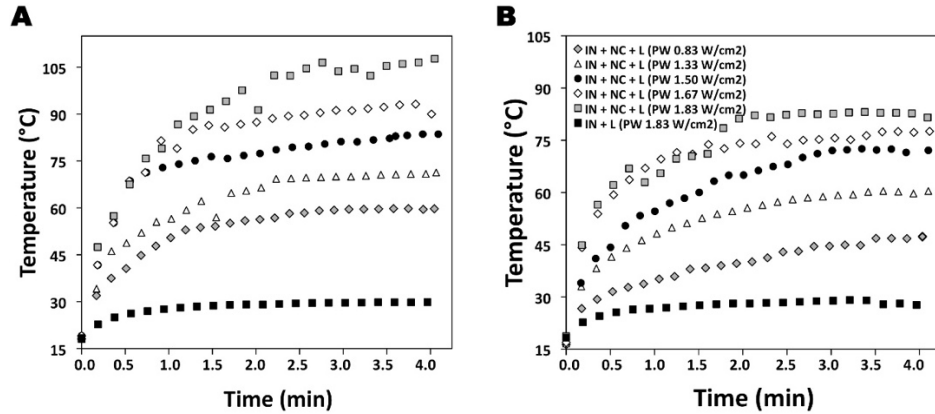 A
B
105
90
75
60
45
30
15
Temperature (°C)
0.0 0.5 1.0 1.5 2.0 2.5 3.0 3.5 4.0
Time (min)
105
90
75
60
45
30
15
Temperature (°C)
IN + NC + L (PW 0.83 W/cm2)
IN + NC + L (PW 1.33 W/cm2)
IN + NC + L (PW 1.50 W/cm2)
IN + NC + L (PW 1.67 W/cm2)
IN + NC + L (PW 1.83 W/cm2)
IN + L (PW 1.83 W/cm2)
0.0 0.5 1.0 1.5 2.0 2.5 3.0 3.5 4.0
Time (min)